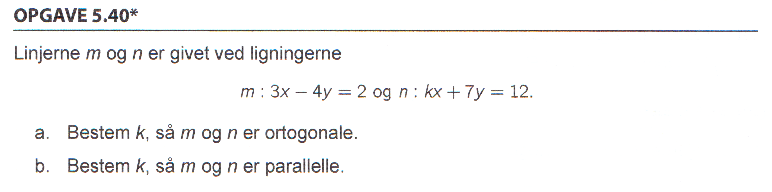 OPGAVE 5.40*
Linjerne m og n er givet ved ligningerne
m : 3x − 4y = 2 og n : kx + 7y = 12.
a. Bestem k, så m og n er ortogonale.
b. Bestem k, så m og n er parallelle.